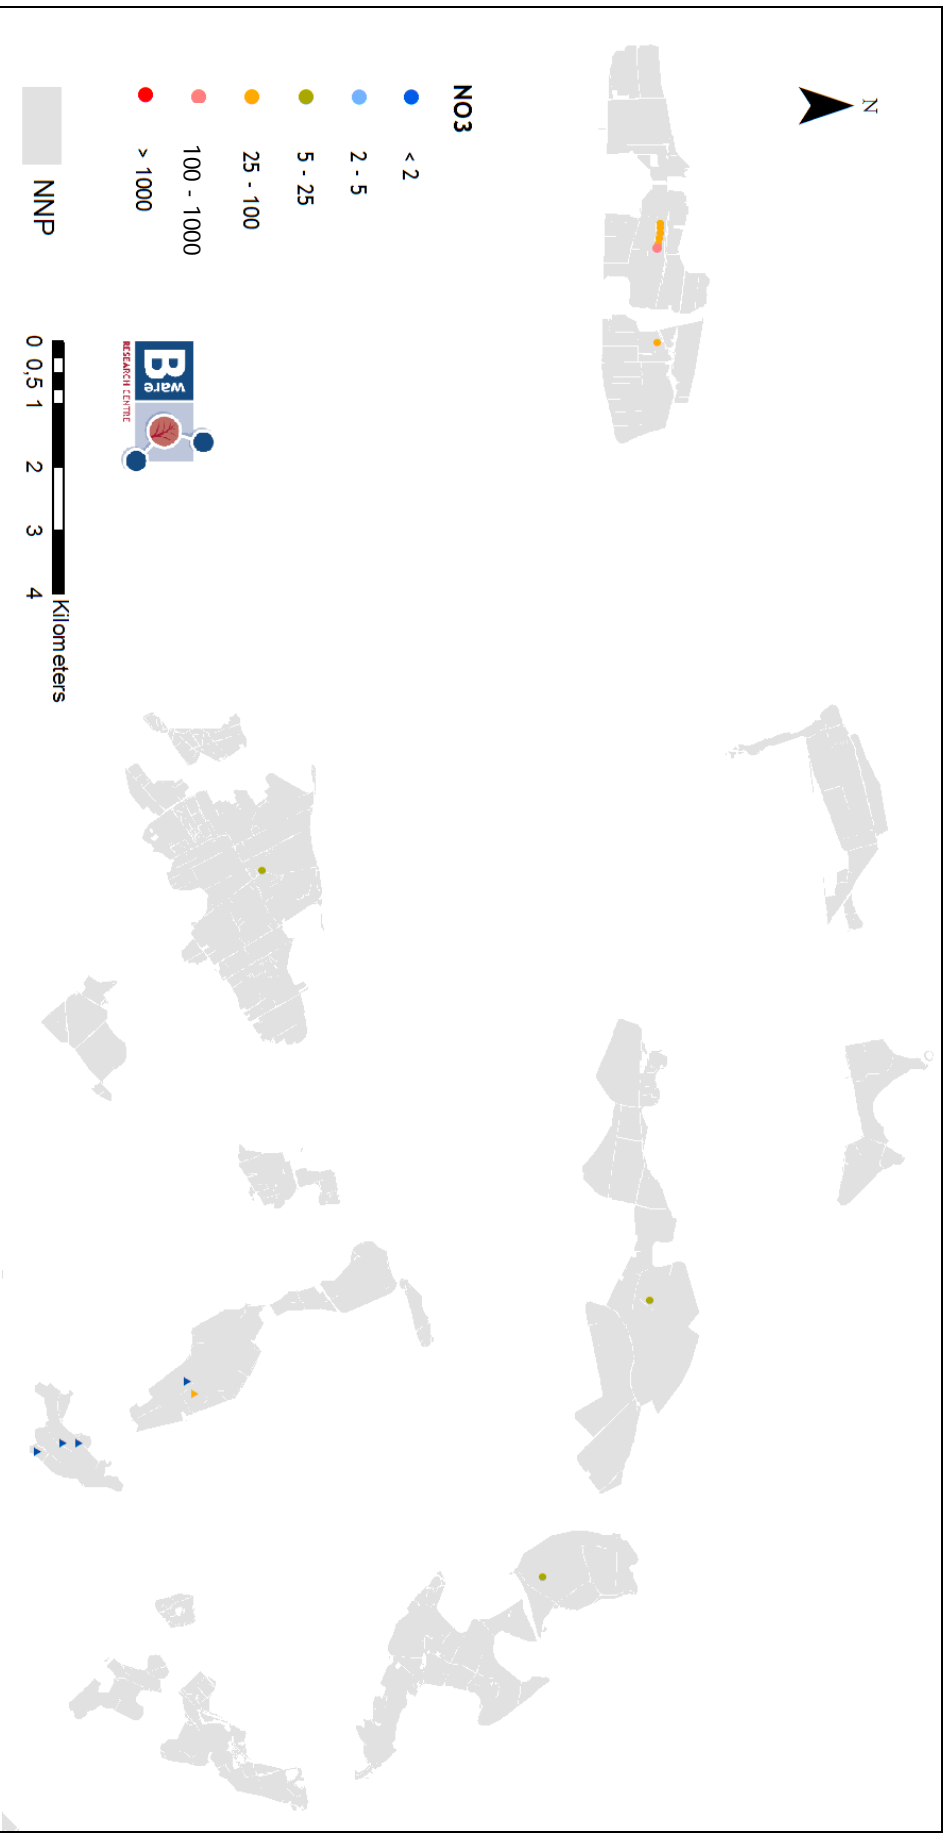 N
NO3
< 2
2 - 5
5 - 25
25 - 100
100 - 1000
> 1000
NNP
B
ware
RESEARCH CENTRE
0 0,5 1 2 3 4
Kilometers